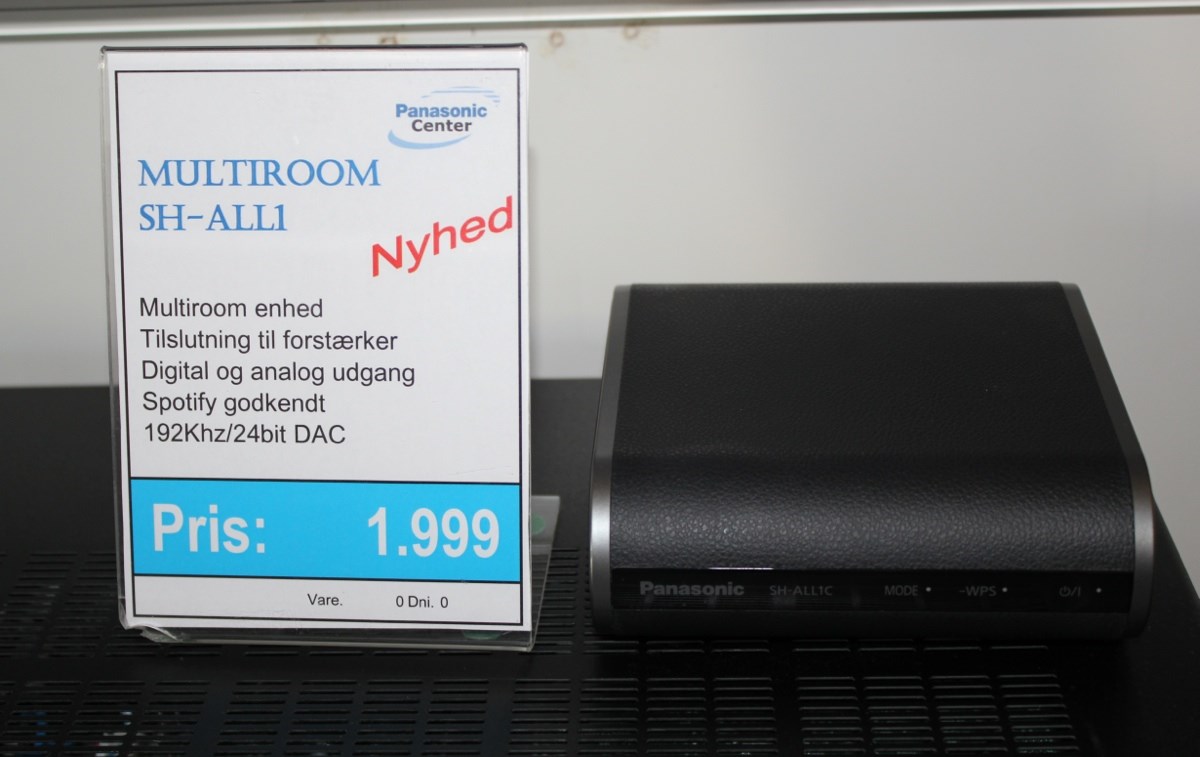 Panasonic
Center
MULTIROOM
SH-ALL1
Nyhed
Multiroom enhed
Tilslutning til forstærker
Digital og analog udgang
Spotify godkendt
192Khz/24bit DAC
Pris: 1.999
Vare. 0 Dni. 0
Panasonic SH-ALL1C MODE -WPS ⏻/I